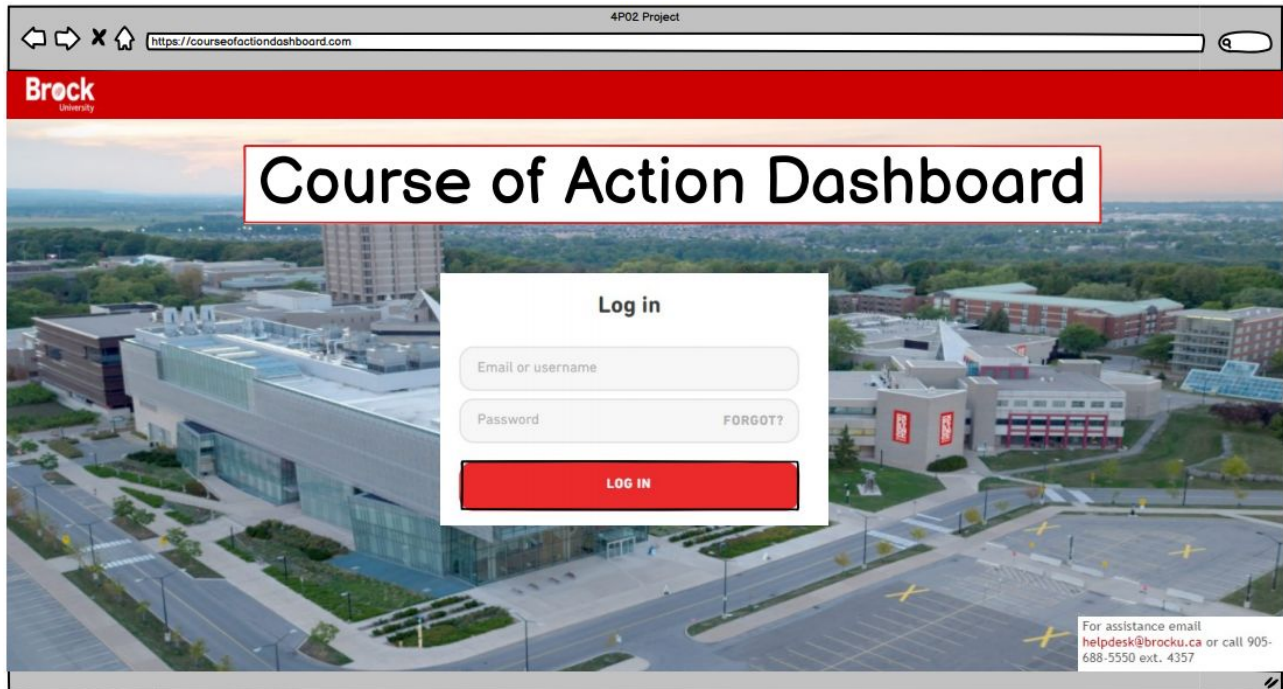 4P02 Project
https://courseofactiondashboard.com
Brock
University
Course of Action Dashboard
Log in
Email or username
Password FORGOT?
LOG IN
For assistance email
helpdesk@brocku.ca or call 905-
688-5550 ext. 4357